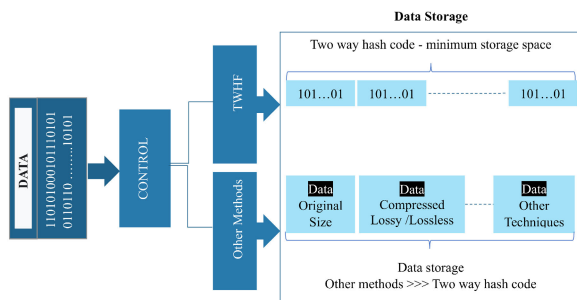 Data Storage
Two way hash code - minimum storage space
101…01
101…01
101…01
DATA
110101000101110101
0110110 ……..10101
CONTROL
TWHF
Other Methods
Data
Original
Size
Data
Compressed
Lossy /Lossless
Data
Other
Techniques
Data storage
Other methods >>> Two way hash code